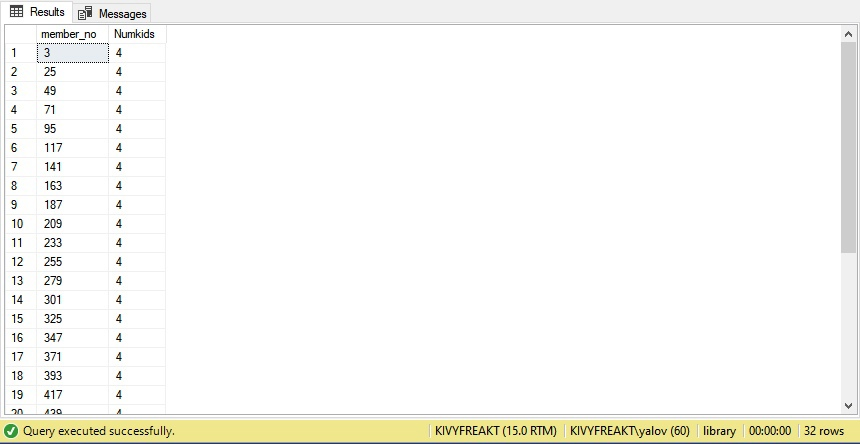 Results Messages
member_no Numkids
1 3 4
2 25 4
3 49 4
4 71 4
5 95 4
6 117 4
7 141 4
8 163 4
9 187 4
10 209 4
11 233 4
12 255 4
13 279 4
14 301 4
15 325 4
16 347 4
17 371 4
18 393 4
19 417 4
20 439 4
Query executed successfully. KIVYFREAKT (15.0 RTM) KIVYFREAKT\yalov (60) library 00:00:00 32 rows